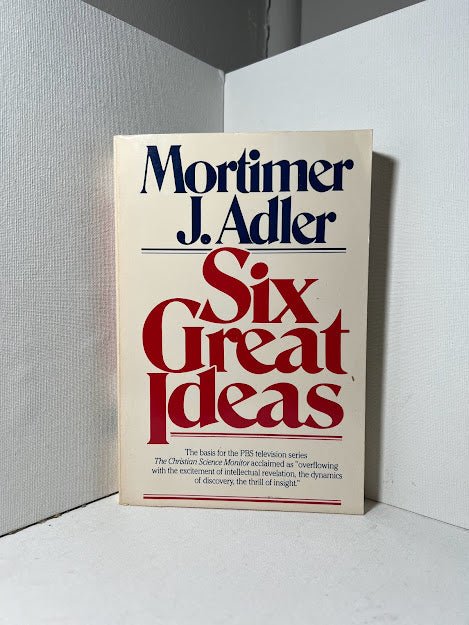 Mortimer
J. Adler
Six
Great
Ideas
The basis for the PBS television series
The Christian Science Monitor acclaimed as "overflowing
with the excitement of intellectual revelation, the dynamics
of discovery, the thrill of insight."